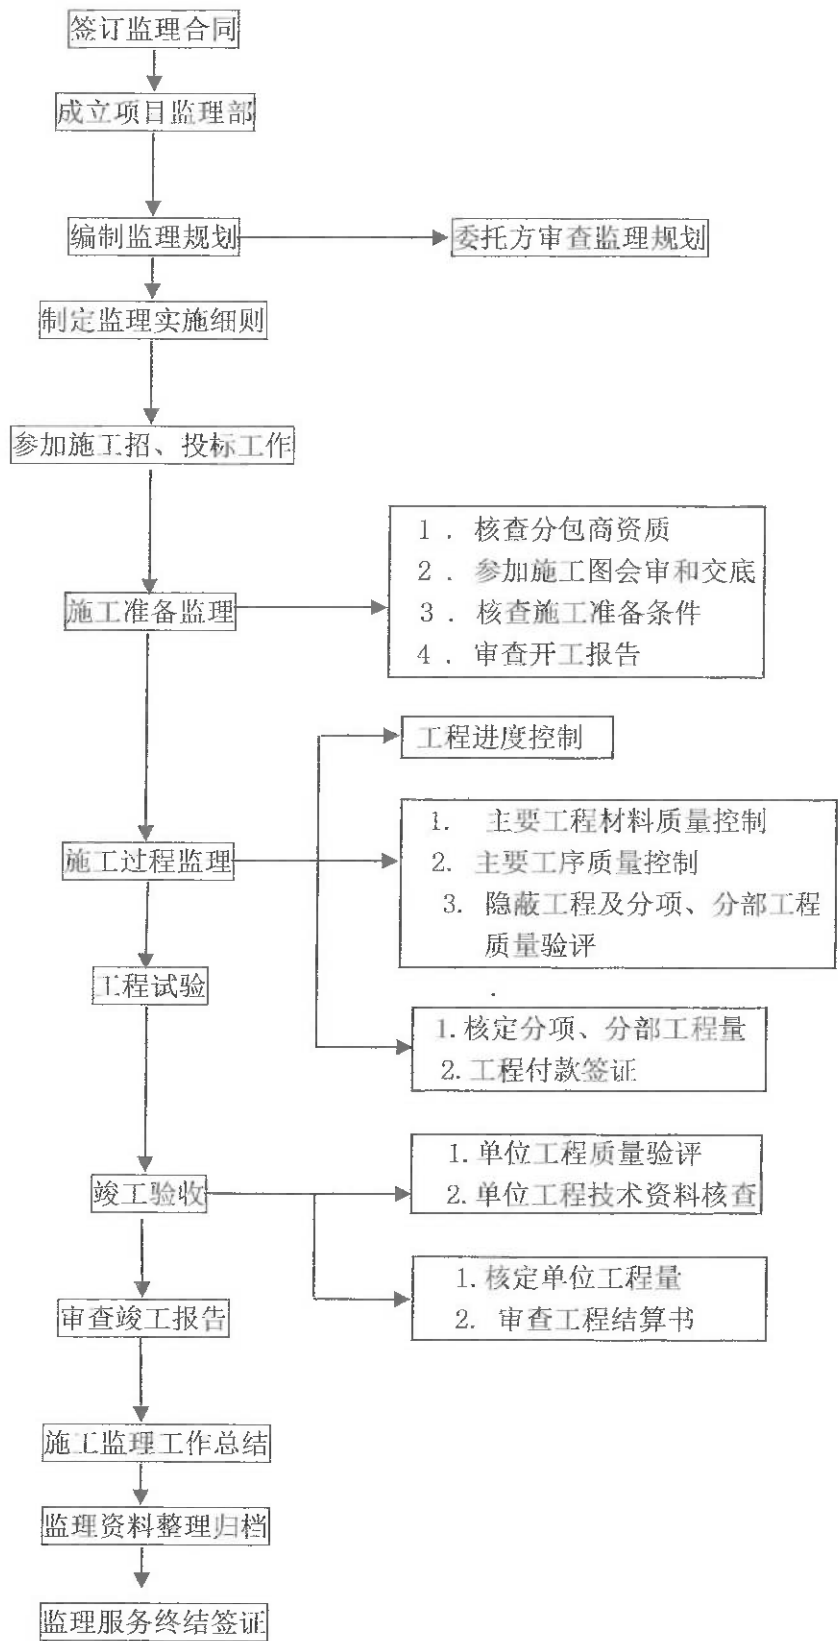 签订监理合同
成立项目监理部
编制监理规划
委托方审查监理规划
制定监理实施细则
参加施工招、投标工作
施工准备监理
1．核查分包商资质
2．参加施工图会审和交底
3．核查施工准备条件
4．审查开工报告
工程进度控制
施工过程监理
1. 主要工程材料质量控制
2. 主要工序质量控制
3. 隐蔽工程及分项、分部工程
质量验评
工程试验
1.核定分项、分部工程量
2.工程付款签证
竣工验收
1.单位工程质量验评
2.单位工程技术资料核查
1.核定单位工程量
2. 审查工程结算书
审查竣工报告
施工监理工作总结
监理资料整理归档
监理服务终结签证